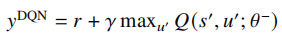 y^DQN = r + γ max_u′ Q(s′, u′; θ⁻)